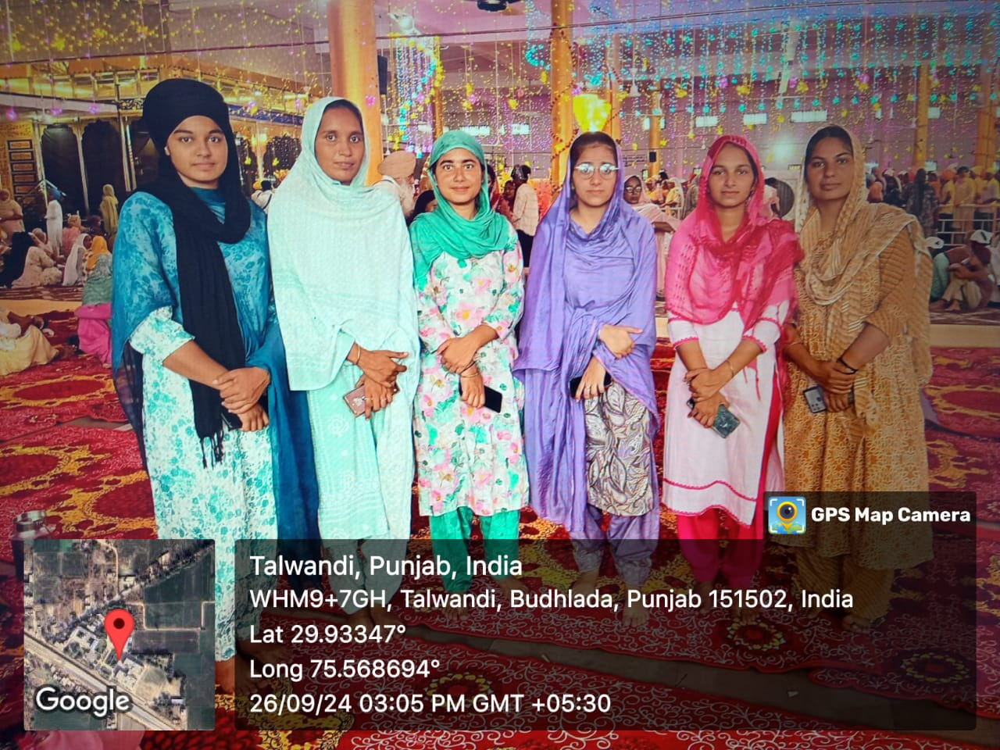 GPS Map Camera
Talwandi, Punjab, India
WHM9+7GH, Talwandi, Budhlada, Punjab 151502, India
Lat 29.93347°
Long 75.568694°
26/09/24 03:05 PM GMT +05:30
Google